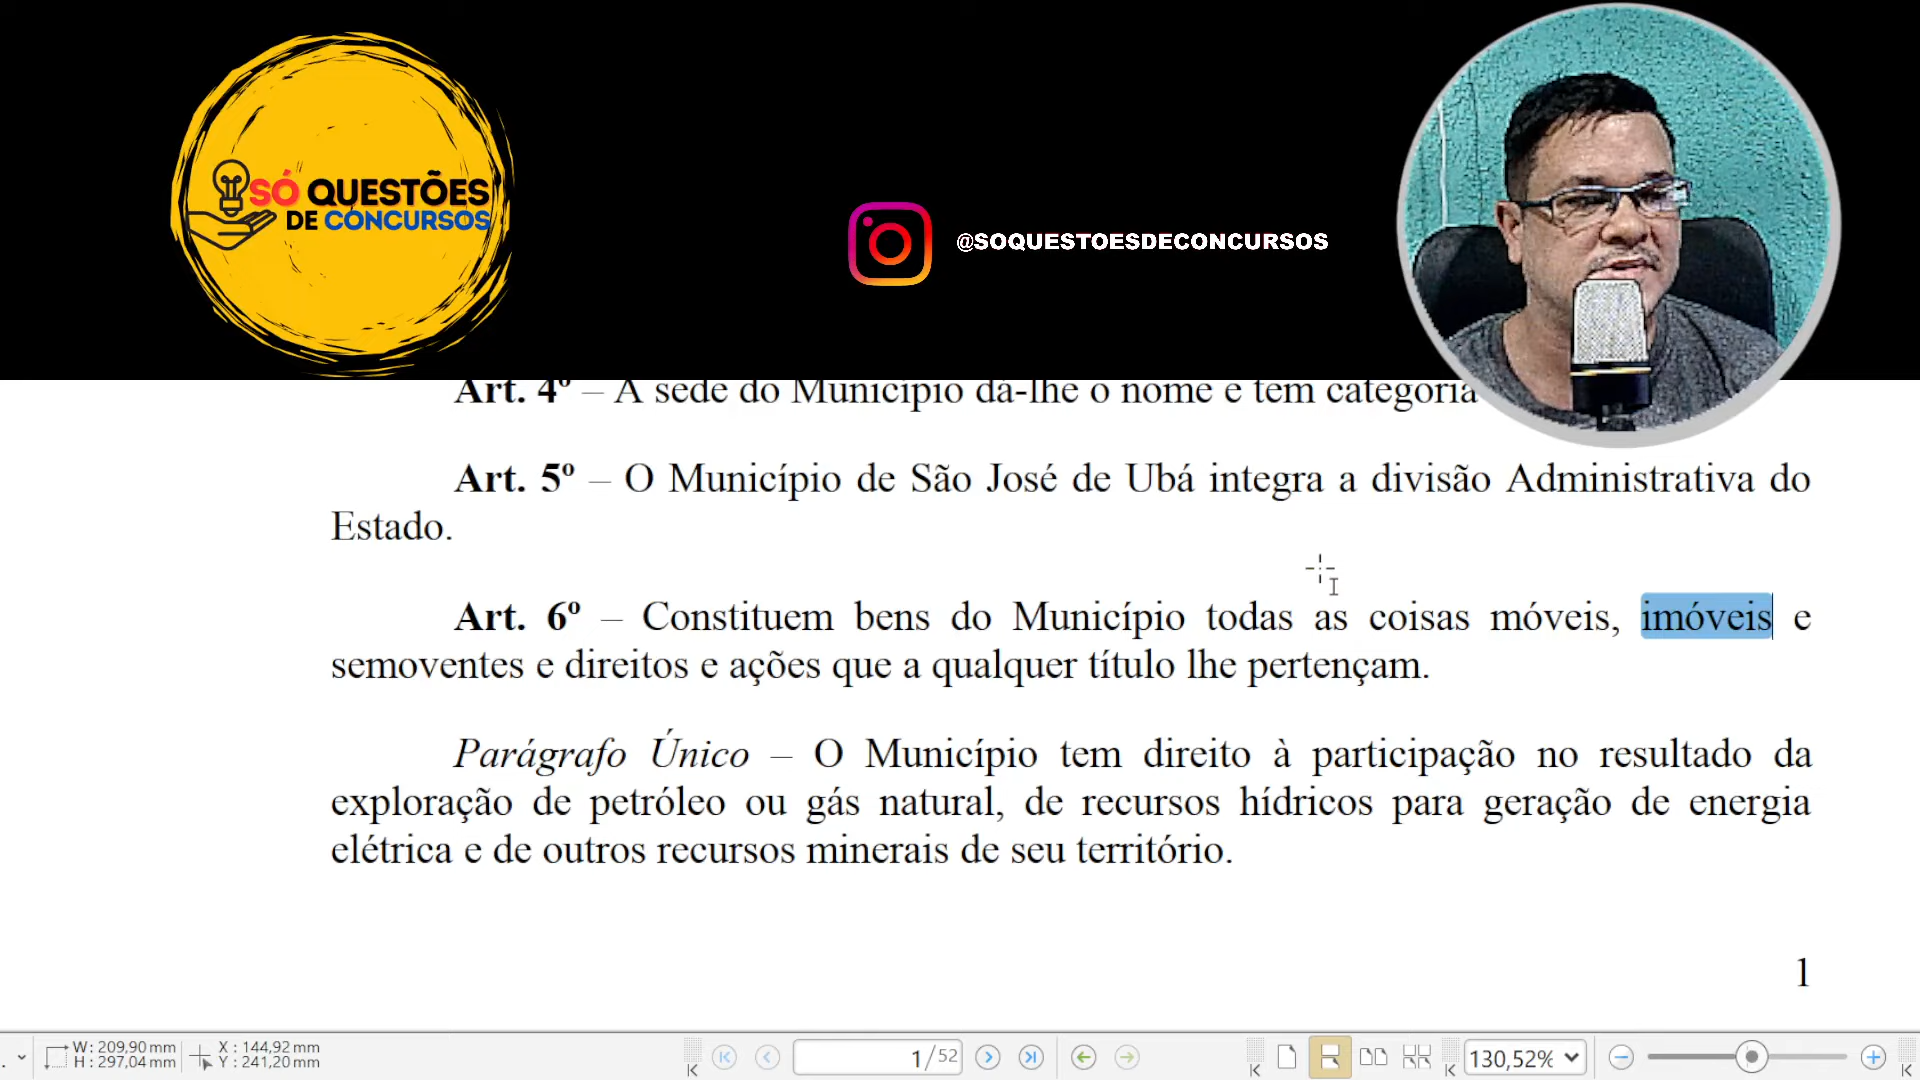 SÓ QUESTÕES
DE CONCURSOS
@SOQUESTOESDECONCURSOS
Art. 4º – A sede do Município dá-lhe o nome e tem categoria
Art. 5º – O Município de São José de Ubá integra a divisão Administrativa do
Estado.
Art. 6º – Constituem bens do Município todas as coisas móveis, imóveis e
semoventes e direitos e ações que a qualquer título lhe pertençam.
Parágrafo Único – O Município tem direito à participação no resultado da
exploração de petróleo ou gás natural, de recursos hídricos para geração de energia
elétrica e de outros recursos minerais de seu território.
1
W: 209,90 mm X : 144,92 mm
H : 297,04 mm Y : 241,20 mm
1 / 52
130,52%